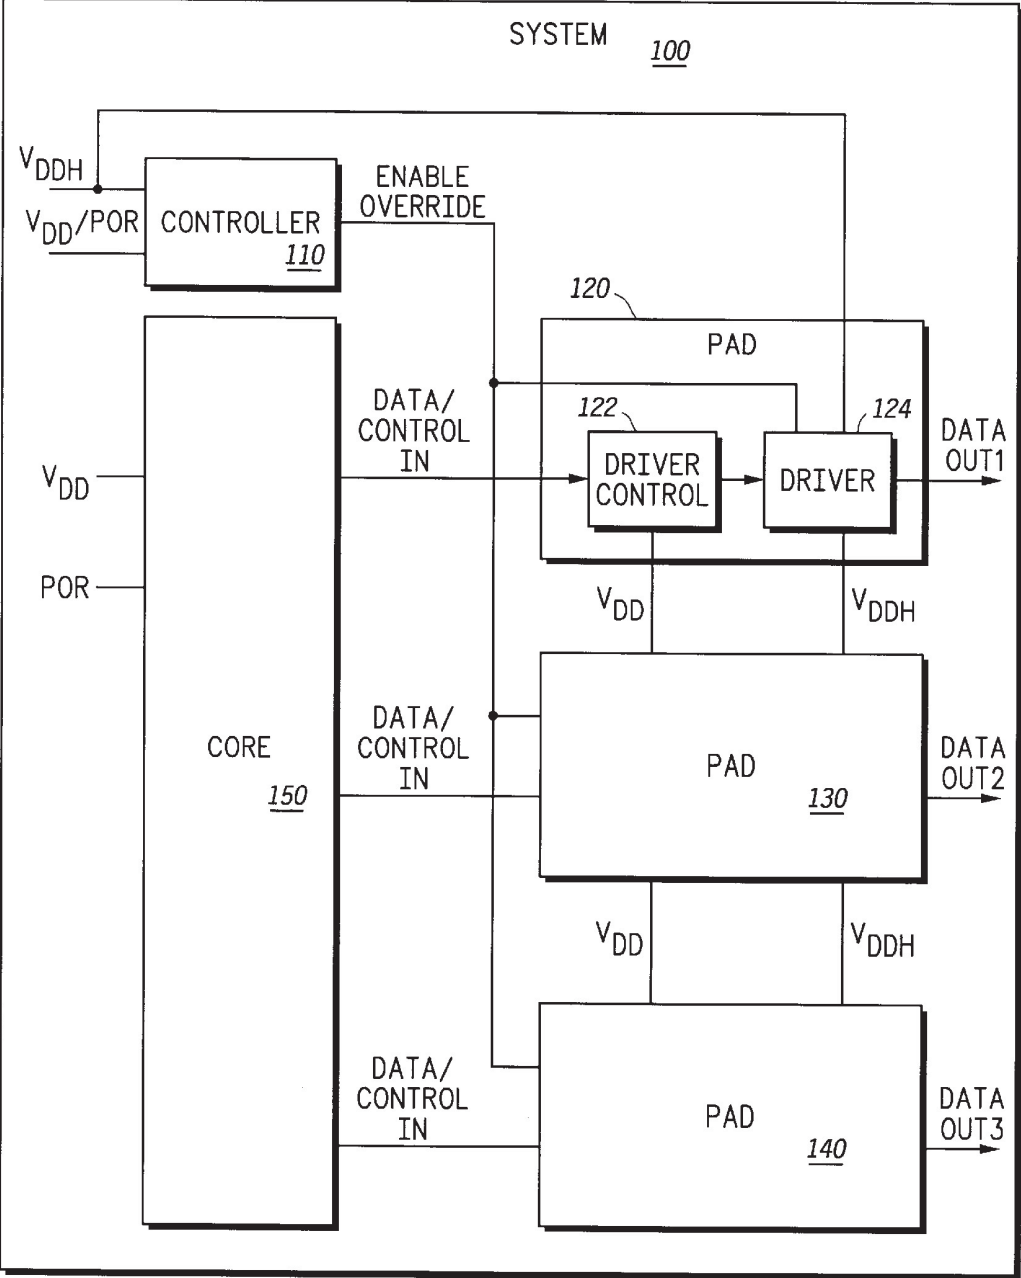 SYSTEM
100
VDDH
VDD/POR
CONTROLLER
110
ENABLE
OVERRIDE
120
PAD
DATA/
CONTROL
IN
122
124
DRIVER
CONTROL
DRIVER
DATA
OUT1
VDD
POR
VDD
VDDH
CORE
150
DATA/
CONTROL
IN
PAD
130
DATA
OUT2
VDD
VDDH
DATA/
CONTROL
IN
PAD
140
DATA
OUT3